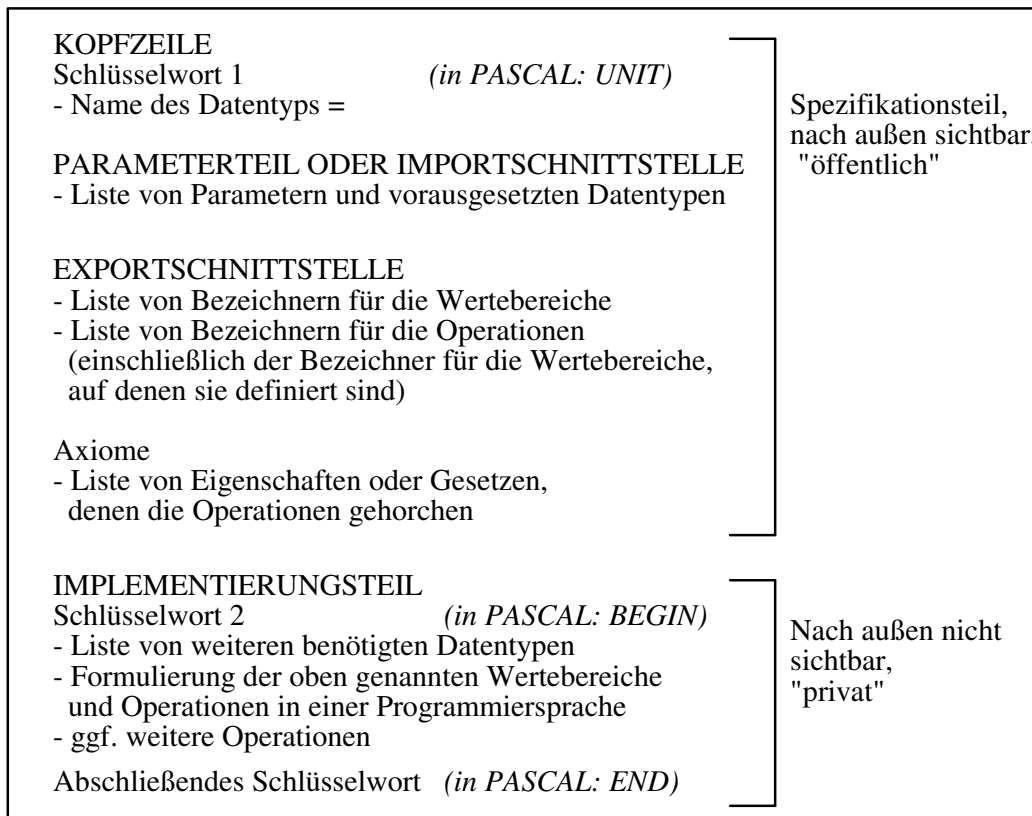 KOPFZEILE
Schlüsselwort 1 (in PASCAL: UNIT)
- Name des Datentyps =
PARAMETERTEIL ODER IMPORTSCHNITTSTELLE
- Liste von Parametern und vorausgesetzten Datentypen
EXPORTSCHNITTSTELLE
- Liste von Bezeichnern für die Wertebereiche
- Liste von Bezeichnern für die Operationen
(einschließlich der Bezeichner für die Wertebereiche,
auf denen sie definiert sind)
Axiome
- Liste von Eigenschaften oder Gesetzen,
denen die Operationen gehorchen
Spezifikationsteil,
nach außen sichtbar,
"öffentlich"
IMPLEMENTIERUNGSTEIL
Schlüsselwort 2 (in PASCAL: BEGIN)
- Liste von weiteren benötigten Datentypen
- Formulierung der oben genannten Wertebereiche
und Operationen in einer Programmiersprache
- ggf. weitere Operationen
Abschließendes Schlüsselwort (in PASCAL: END)
Nach außen nicht
sichtbar,
"privat"